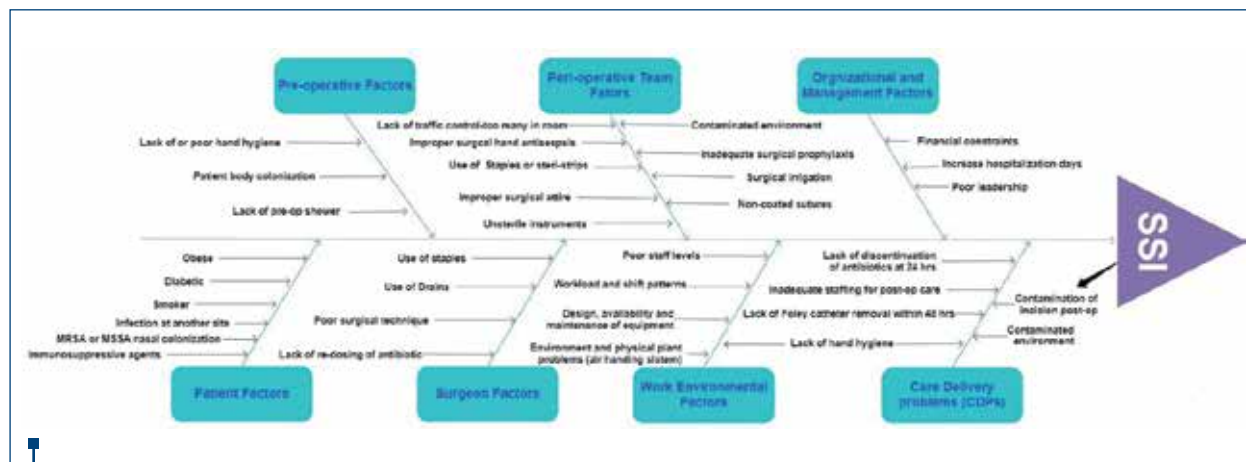 Pre-operative Factors
Peri-operative Team
Fators
Orgnizational and
Management Factors
Lack of or poor hand hygiene
Patient body colonisation
Lack of pre-op shower
Lack of traffic control-too many in room
Improper surgcal hand antisespsis
Use of Staples or steri-strips
Improper surgical attire
Unsterile instruments
Contaminated environment
Inadequate surgical prophylaxis
Surgical irrigation
Non-coated sutures
Financial constraints
Increase hospitalization days
Poor leadership
SSI
Obese
Diabetic
Smoker
Infection at another site
MRSA or MSSA nasal colonization
Immunosuppressive agents
Use of staples
Use of Drains
Poor surgical technique
Lack of re-dosing of antibiotic
Poor staff levels
Workload and shift patterns
Design, availability and
maintenance of equipment
Environment and physical plant
problems (air handing sistem)
Lack of discontinuation
of antibiotics at 24 hrs
Inadequate staffing for post-op care
Lack of Foley catheter removal within 48 hrs
Lack of hand hygiene
Contamination of
incision post-op
Contaminated
environment
Patient Factors
Surgeon Factors
Work Environmental
Factors
Care Delivery
problems (CDPs)